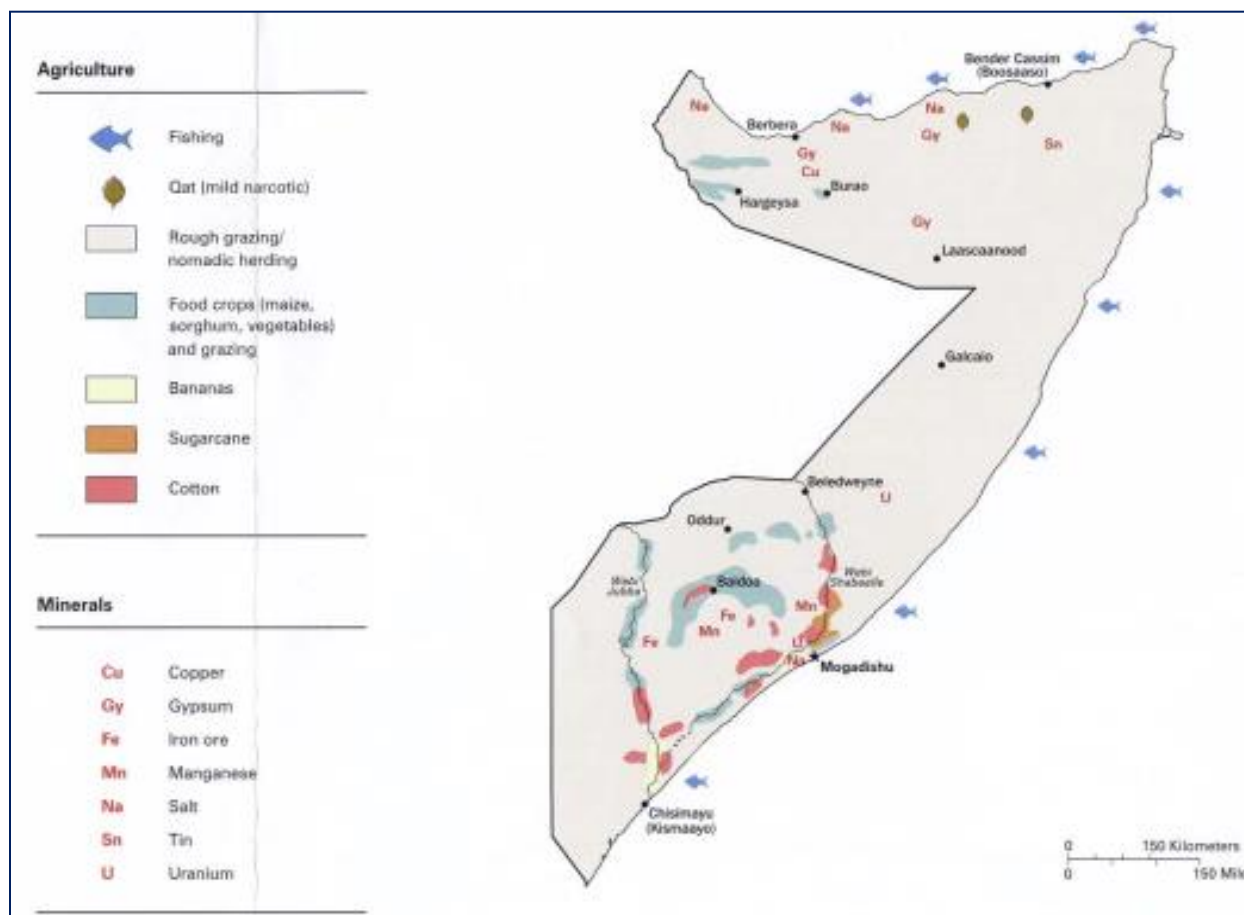 Agriculture
Fishing
Qat (mild narcotic)
Rough grazing/
nomadic herding
Food crops (maize,
sorghum, vegetables)
and grazing
Bananas
Sugarcane
Cotton
Minerals
Cu Copper
Gy Gypsum
Fe Iron ore
Mn Manganese
Na Salt
Sn Tin
U Uranium
Bender Cassim
(Boosaaso)
Na
Na
Berbera
Na
Gy
Sn
Gy
Cu
Burao
Hargeysa
Gy
Laascaanood
Galcaio
Beledweyne
U
Oddur
Webi
Jubba
Webi
Shabeelle
Baidoa
Mn
Fe
Mn
Fe
U
Na
Mogadishu
Chisimayu
(Kismaayo)
0 150 Kilometers
0 150 Mile